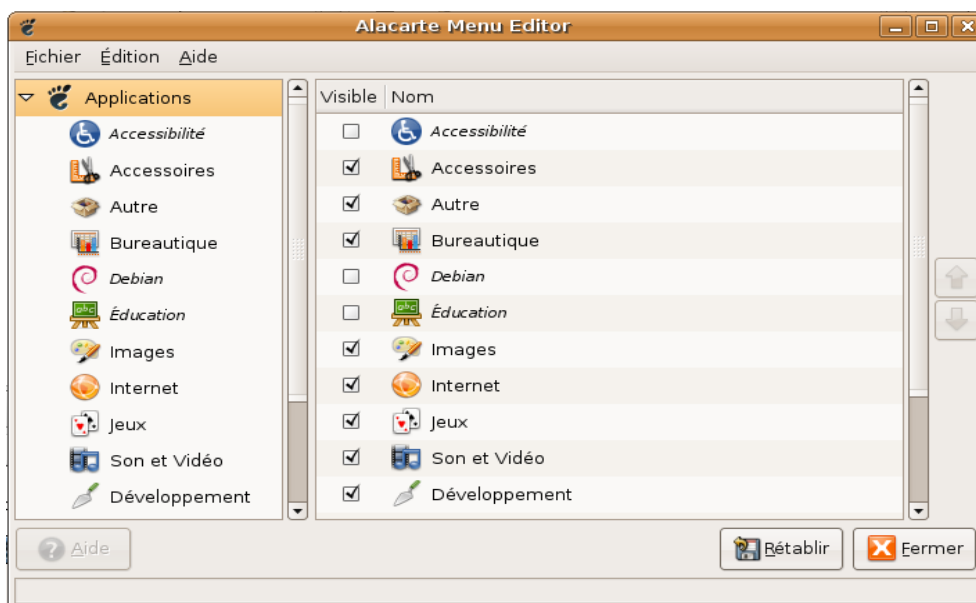 Alacarte Menu Editor
Fichier Édition Aide
Applications
Accessibilité
Accessoires
Autre
Bureautique
Debian
Éducation
Images
Internet
Jeux
Son et Vidéo
Développement
Visible Nom
Accessibilité
Accessoires
Autre
Bureautique
Debian
Éducation
Images
Internet
Jeux
Son et Vidéo
Développement
Aide
Rétablir
Fermer